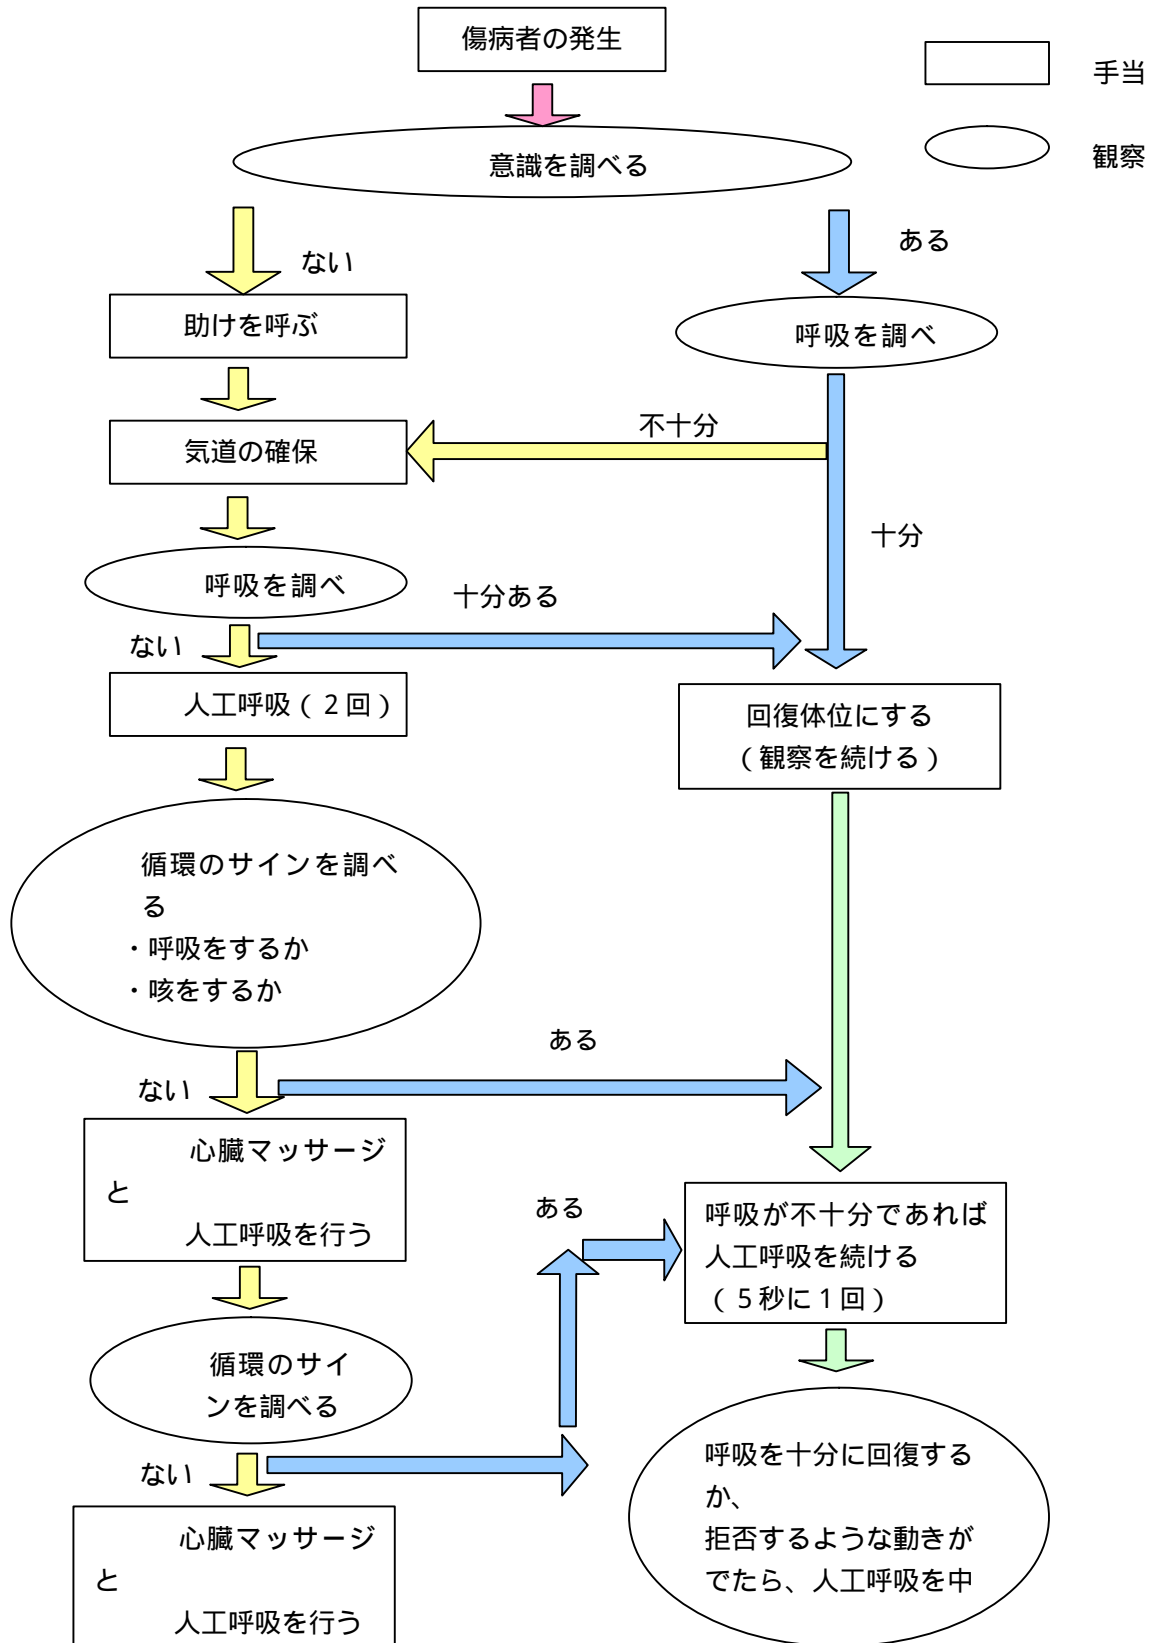 傷病者の発生
手当
意識を調べる
観察
ない
ある
助けを呼ぶ
呼吸を調べ
不十分
気道の確保
十分
呼吸を調べ
十分ある
ない
人工呼吸（２回）
回復体位にする
（観察を続ける）
循環のサインを調べ
る
・呼吸をするか
・咳をするか
ある
ない
心臓マッサージ
と
人工呼吸を行う
ある
呼吸が不十分であれば
人工呼吸を続ける
（５秒に１回）
循環のサイ
ンを調べる
ない
呼吸を十分に回復する
か、
拒否するような動きが
でたら、人工呼吸を中
心臓マッサージ
と
人工呼吸を行う